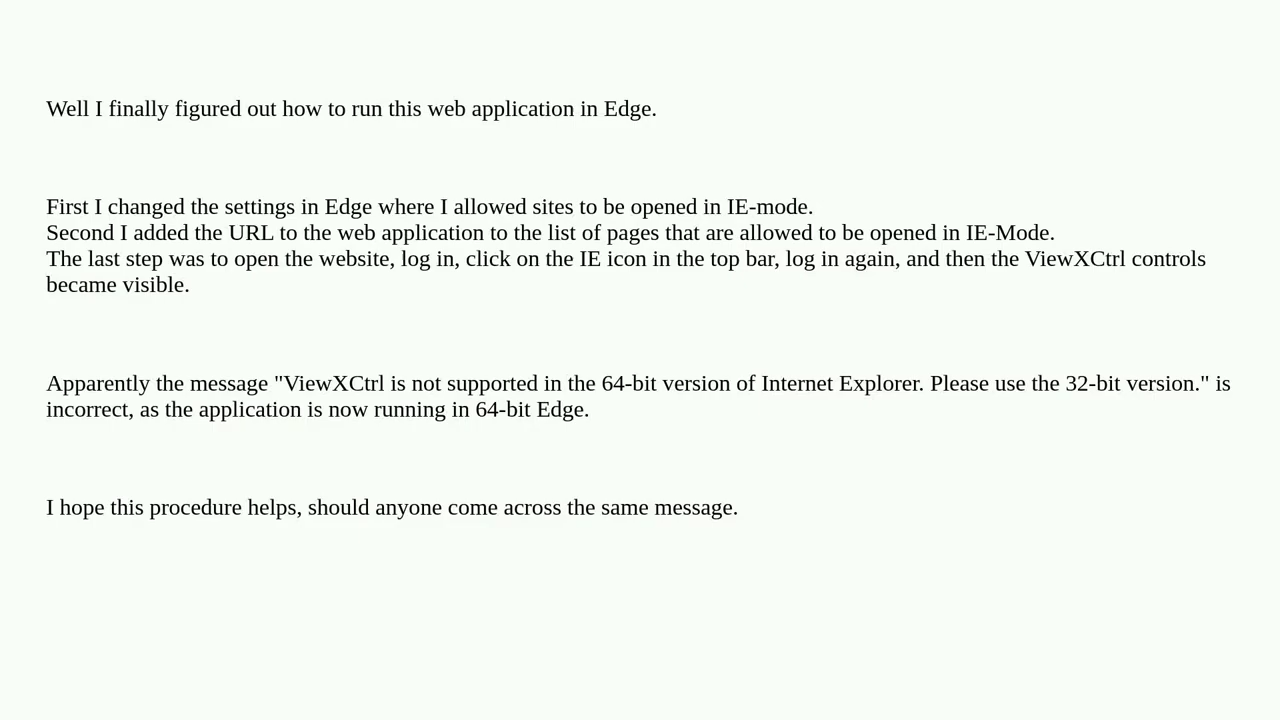 Well I finally figured out how to run this web application in Edge.
First I changed the settings in Edge where I allowed sites to be opened in IE-mode.
Second I added the URL to the web application to the list of pages that are allowed to be opened in IE-Mode.
The last step was to open the website, log in, click on the IE icon in the top bar, log in again, and then the ViewXCtrl controls
became visible.
Apparently the message "ViewXCtrl is not supported in the 64-bit version of Internet Explorer. Please use the 32-bit version." is
incorrect, as the application is now running in 64-bit Edge.
I hope this procedure helps, should anyone come across the same message.